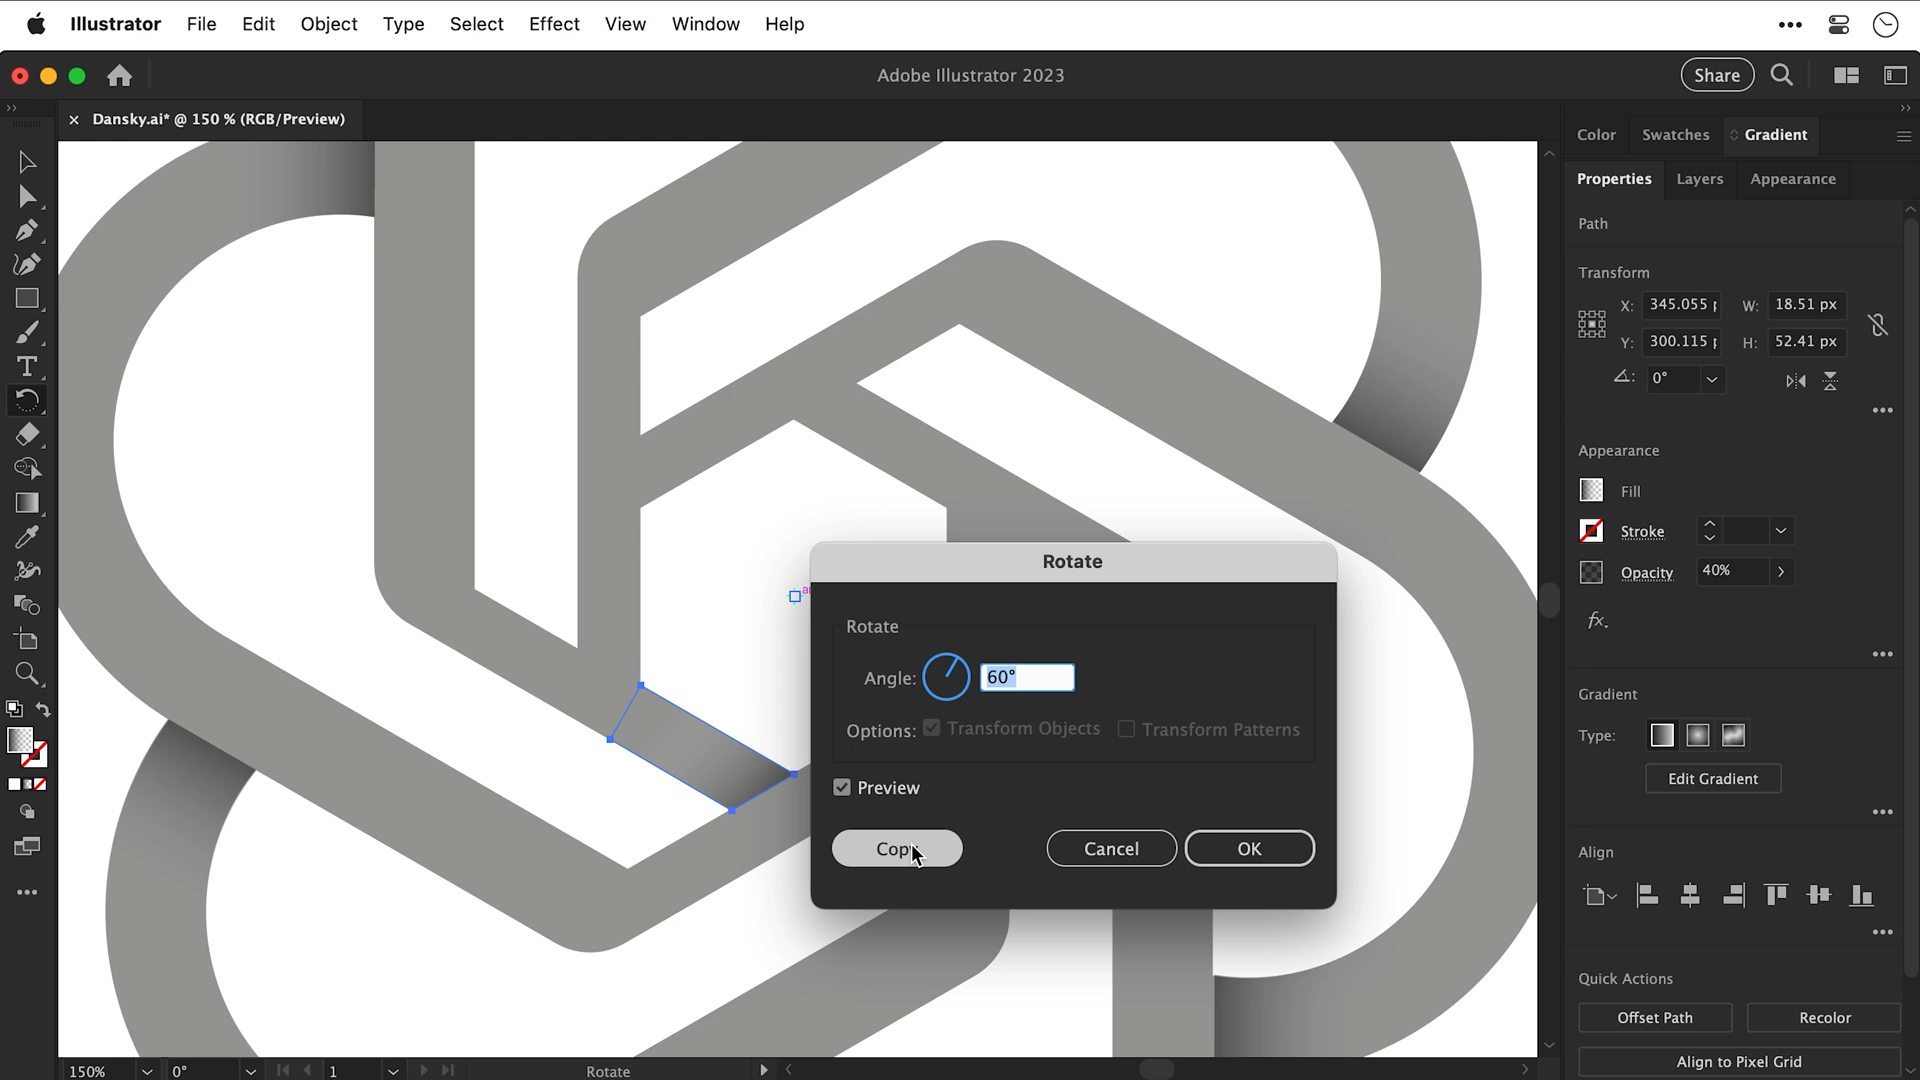 Illustrator File Edit Object Type Select Effect View Window Help
Adobe Illustrator 2023
Share
Dansky.ai* @ 150 % (RGB/Preview)
Color Swatches Gradient
Properties Layers Appearance
Path
Transform
X: 345.055 W: 18.51 px
Y: 300.115 H: 52.41 px
0°
Appearance
Fill
Stroke
Opacity 40%
fx.
Gradient
Type:
Edit Gradient
Align
Quick Actions
Offset Path Recolor
Align to Pixel Grid
Rotate
Rotate
Angle: 60°
Options: Transform Objects Transform Patterns
Preview
Cancel OK
150% 0° 1 Rotate